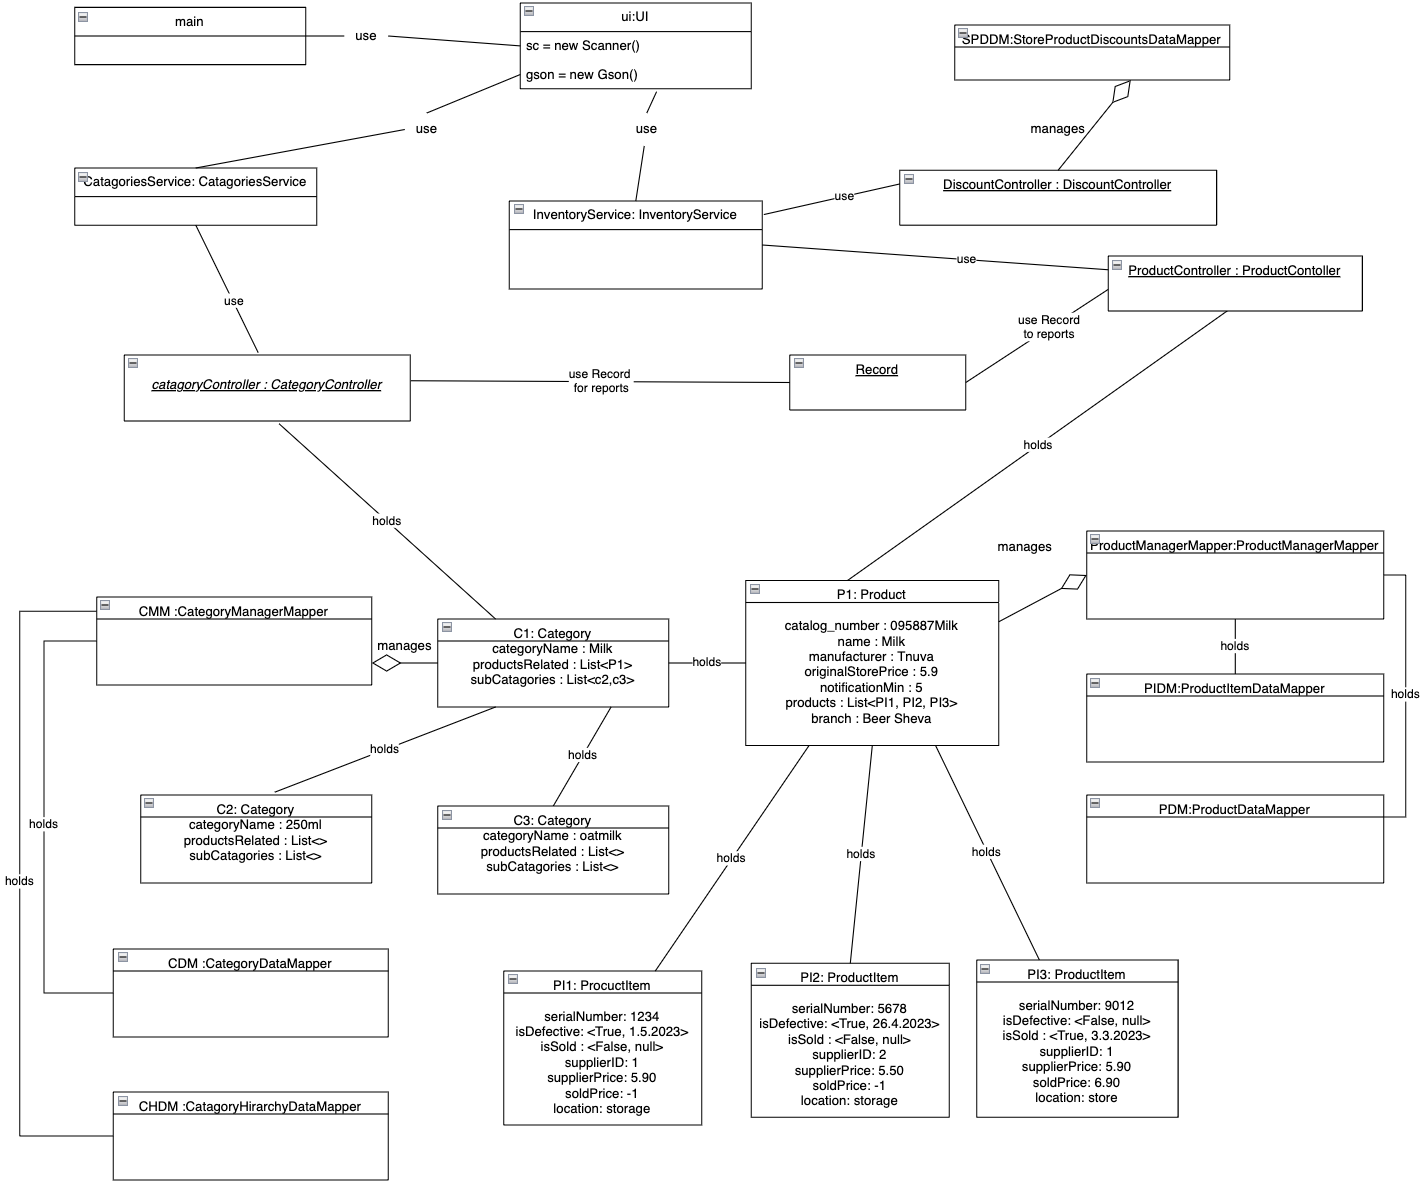 main
use
ui:UI
sc = new Scanner()
gson = new Gson()
SPDDM:StoreProductDiscountsDataMapper
manages
use
use
CatagoriesService: CatagoriesService
DiscountController : DiscountController
use
InventoryService: InventoryService
use
ProductController : ProductContoller
use
use Record
to reports
catagoryController : CategoryController
use Record
for reports
Record
holds
holds
manages
ProductManagerMapper:ProductManagerMapper
CMM :CategoryManagerMapper
manages
C1: Category
categoryName : Milk
productsRelated : List<P1>
subCatagories : List<c2,c3>
holds
P1: Product
catalog_number : 095887Milk
name : Milk
manufacturer : Tnuva
originalStorePrice : 5.9
notificationMin : 5
products : List<PI1, PI2, PI3>
branch : Beer Sheva
holds
PIDM:ProductItemDataMapper
holds
holds
holds
C2: Category
categoryName : 250ml
productsRelated : List<>
subCatagories : List<>
C3: Category
categoryName : oatmilk
productsRelated : List<>
subCatagories : List<>
PDM:ProductDataMapper
holds
holds
holds
holds
holds
CDM :CategoryDataMapper
PI1: ProcuctItem
serialNumber: 1234
isDefective: <True, 1.5.2023>
isSold : <False, null>
supplierID: 1
supplierPrice: 5.90
soldPrice: -1
location: storage
PI2: ProductItem
serialNumber: 5678
isDefective: <True, 26.4.2023>
isSold : <False, null>
supplierID: 2
supplierPrice: 5.50
soldPrice: -1
location: storage
PI3: ProductItem
serialNumber: 9012
isDefective: <False, null>
isSold : <True, 3.3.2023>
supplierID: 1
supplierPrice: 5.90
soldPrice: 6.90
location: store
CHDM :CatagoryHirarchyDataMapper